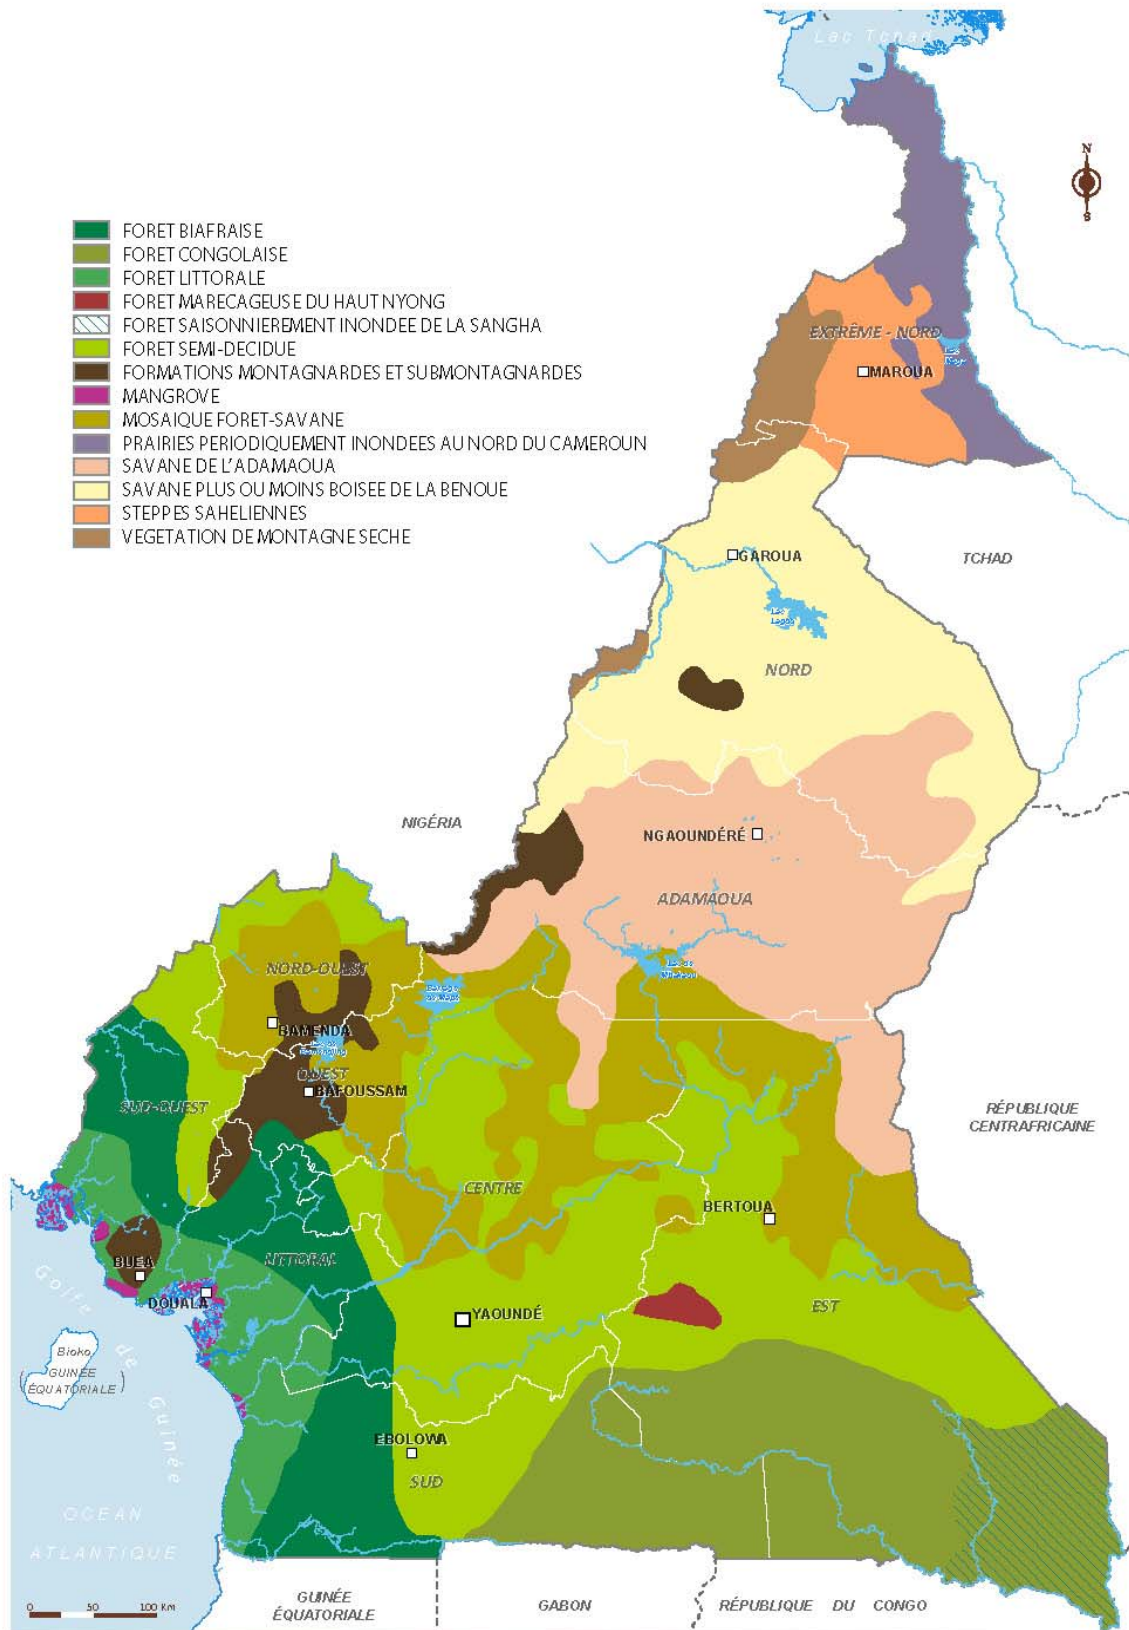 Lac Tchad
N
S
FORET BIAFRAISE
FORET CONGOLAISE
FORET LITTORALE
FORET MARECAGEUSE DU HAUT NYONG
FORET SAISONNIEREMENT INONDEE DE LA SANGHA
FORET SEMI-DECIDUE
FORMATIONS MONTAGNARDES ET SUBMONTAGNARDES
MANGROVE
MOSAIQUE FORET-SAVANE
PRAIRIES PERIODIQUEMENT INONDEES AU NORD DU CAMEROUN
SAVANE DE L'ADAMAOUA
SAVANE PLUS OU MOINS BOISEE DE LA BENOUE
STEPPES SAHELIENNES
VEGETATION DE MONTAGNE SECHE
EXTRÊME - NORD
MAROUA
GAROUA
TCHAD
Lac
NORD
NIGÉRIA
NGAOUNDÉRÉ
ADAMAOUA
Lac de
NORD-OUEST
BAMENDA
OUEST
BAFOUSSAM
SUD-OUEST
RÉPUBLIQUE
CENTRAFRICAINE
CENTRE
BERTOUA
LITTORAL
BUEA
DOUALA
EST
YAOUNDÉ
Golfe de Guinée
Bioko
( GUINÉE
ÉQUATORIALE )
EBOLOWA
SUD
OCEAN
ATLANTIQUE
0 50 100 Km
GUINÉE
ÉQUATORIALE
GABON
RÉPUBLIQUE DU CONGO